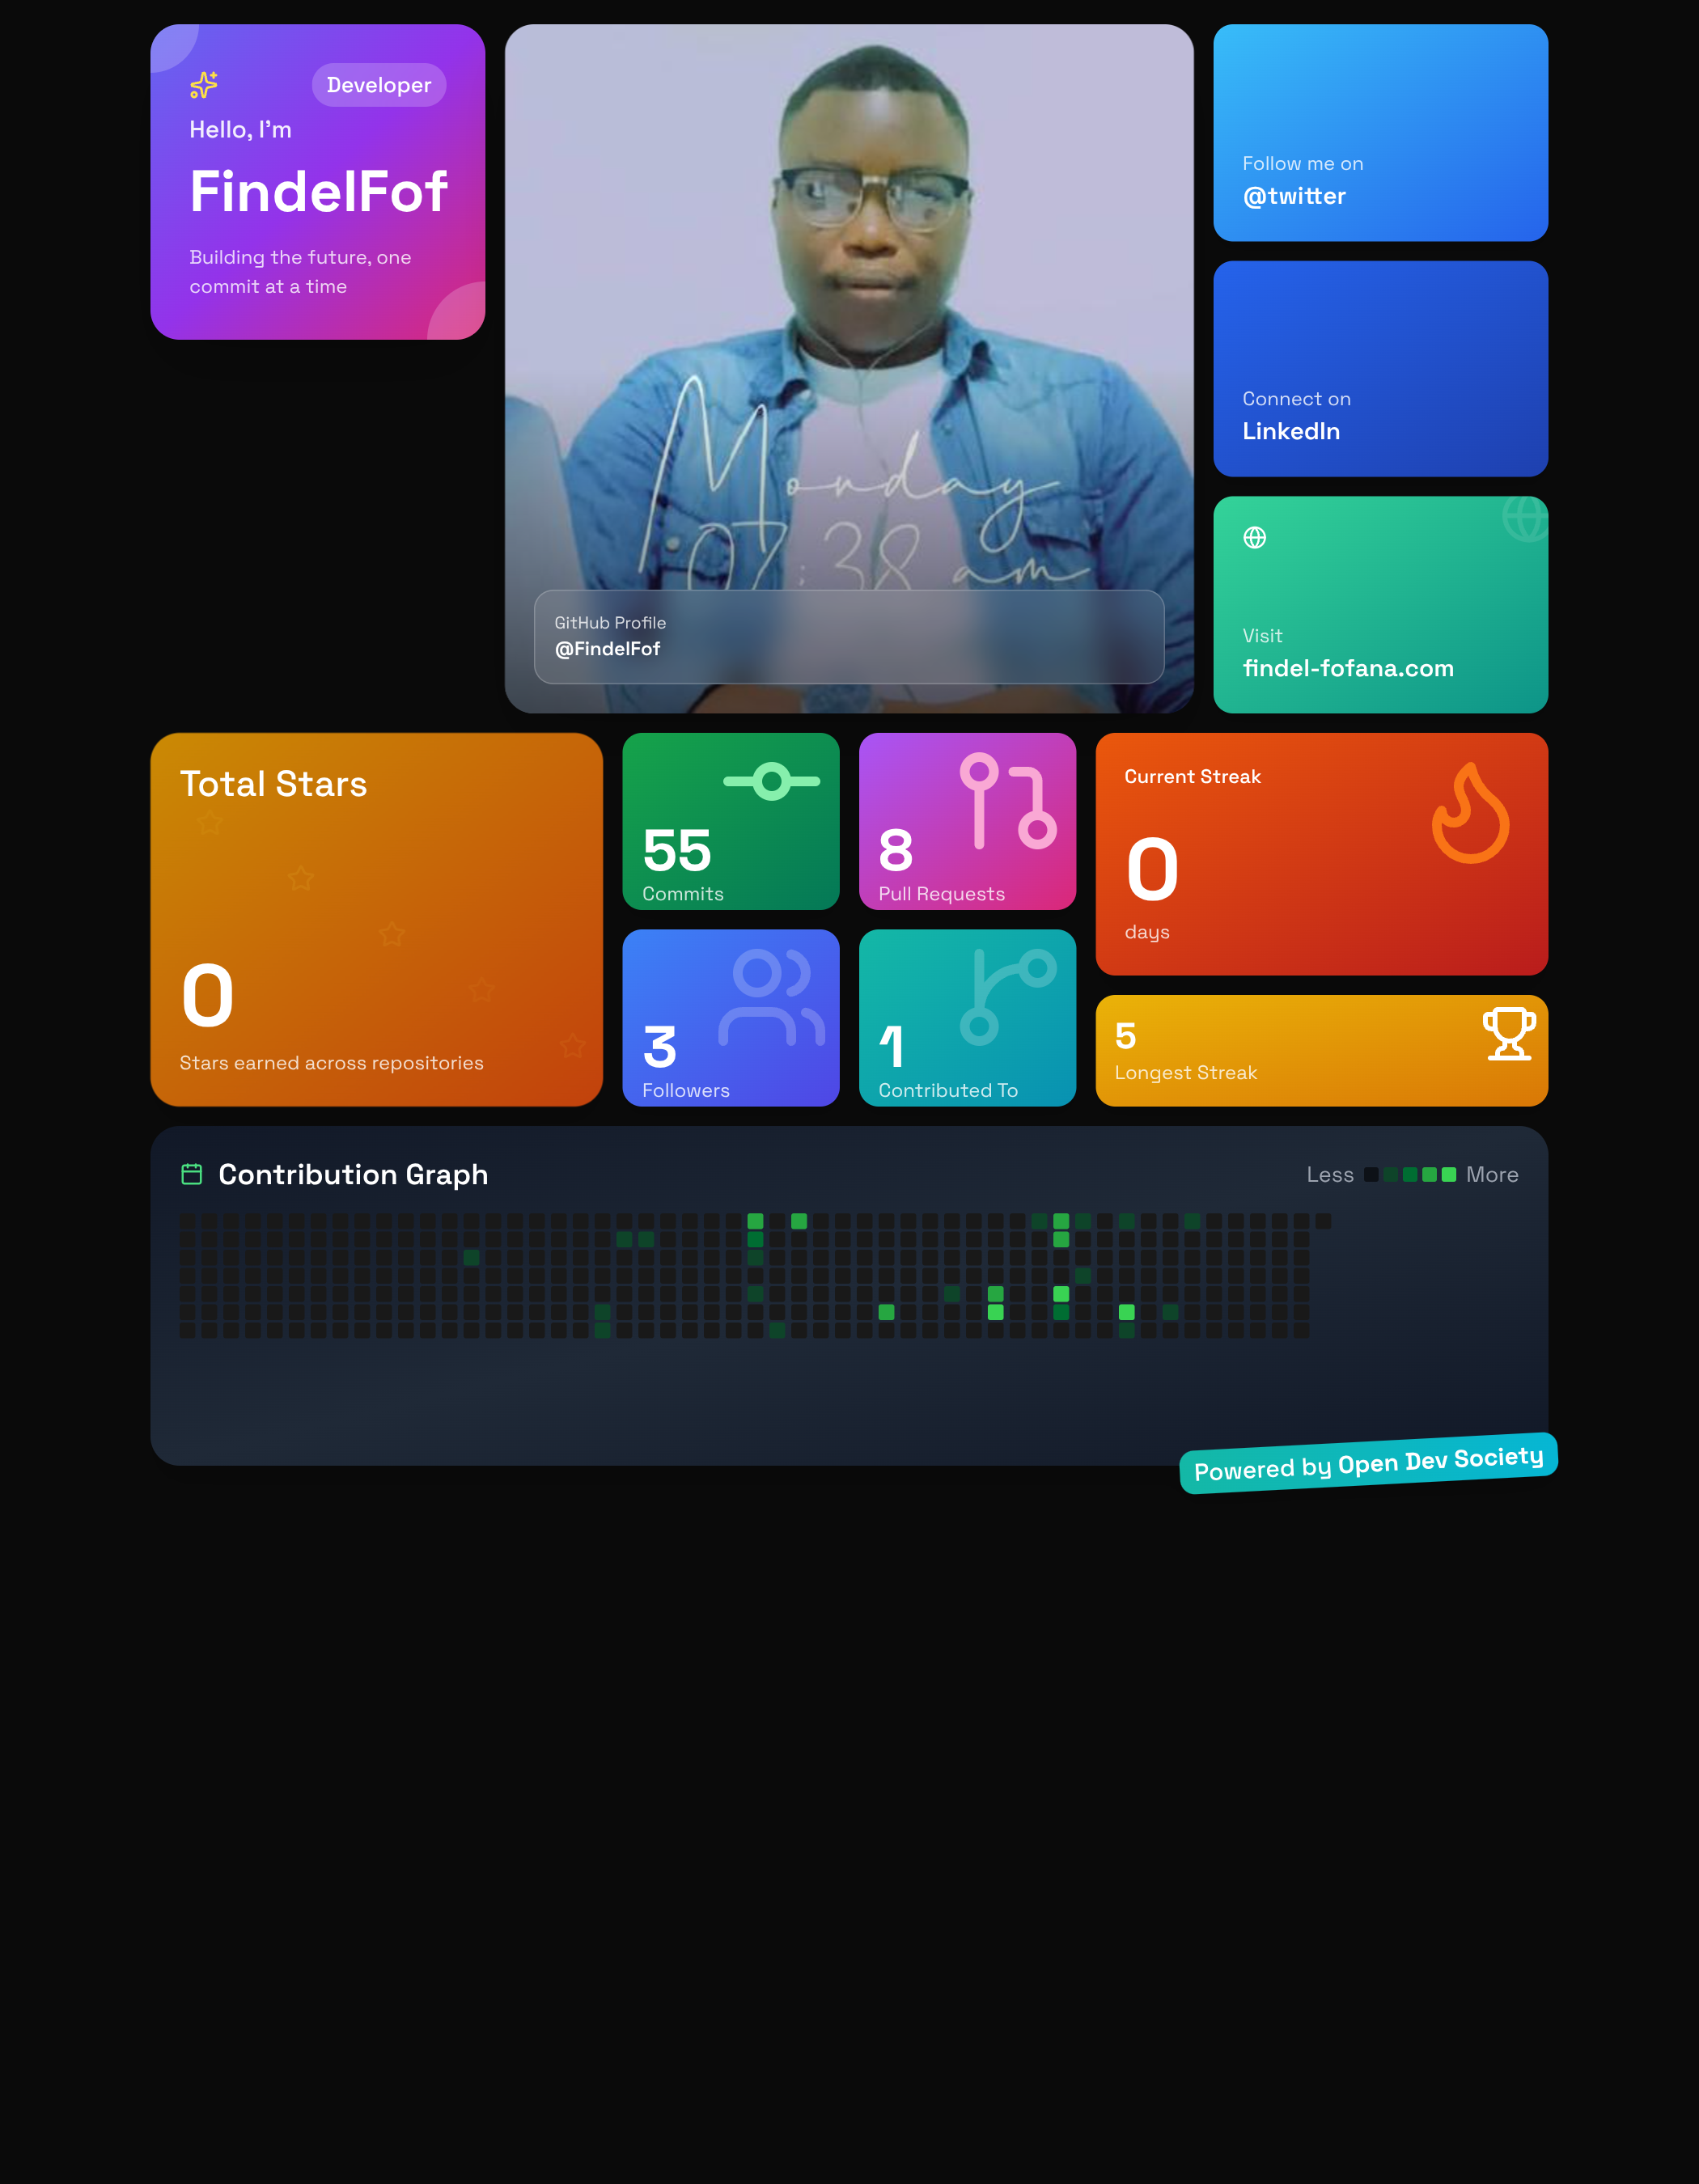 Developer
Hello, I'm
FindelFof
Building the future, one
commit at a time
Monday
07:38 am
GitHub Profile
@FindelFof
Follow me on
@twitter
Connect on
LinkedIn
Visit
findel-fofana.com
Total Stars
0
Stars earned across repositories
55
Commits
8
Pull Requests
3
Followers
1
Contributed To
Current Streak
0
days
5
Longest Streak
Contribution Graph
Less
More
Powered by Open Dev Society